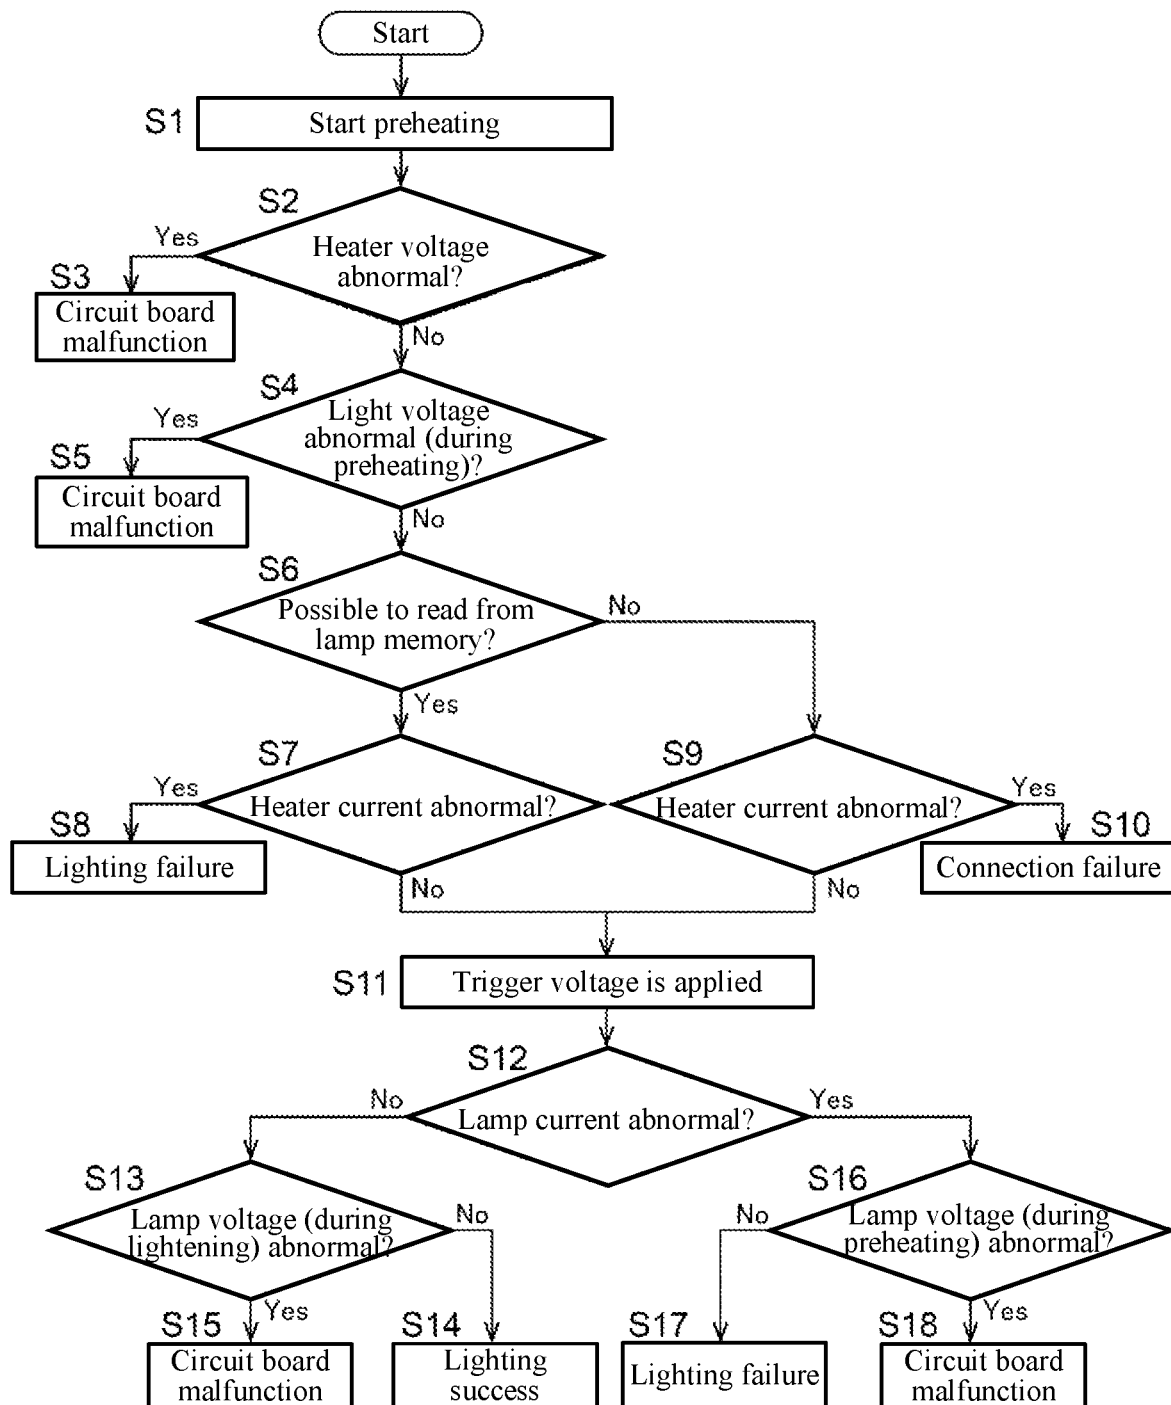 Start
S1
Start preheating
S2
Yes
Heater voltage
abnormal?
S3
Circuit board
malfunction
No
S4
Yes
Light voltage
abnormal (during
preheating)?
S5
Circuit board
malfunction
No
S6
Possible to read from
lamp memory?
No
Yes
S7
S9
Yes
Heater current abnormal?
Heater current abnormal?
Yes
S8
Lighting failure
S10
Connection failure
No
No
S11
Trigger voltage is applied
S12
No
Lamp current abnormal?
Yes
S13
Lamp voltage (during
lightening) abnormal?
No
S16
No
Lamp voltage (during
preheating) abnormal?
Yes
Yes
S15
Circuit board
malfunction
S14
Lighting
success
S17
Lighting failure
S18
Circuit board
malfunction